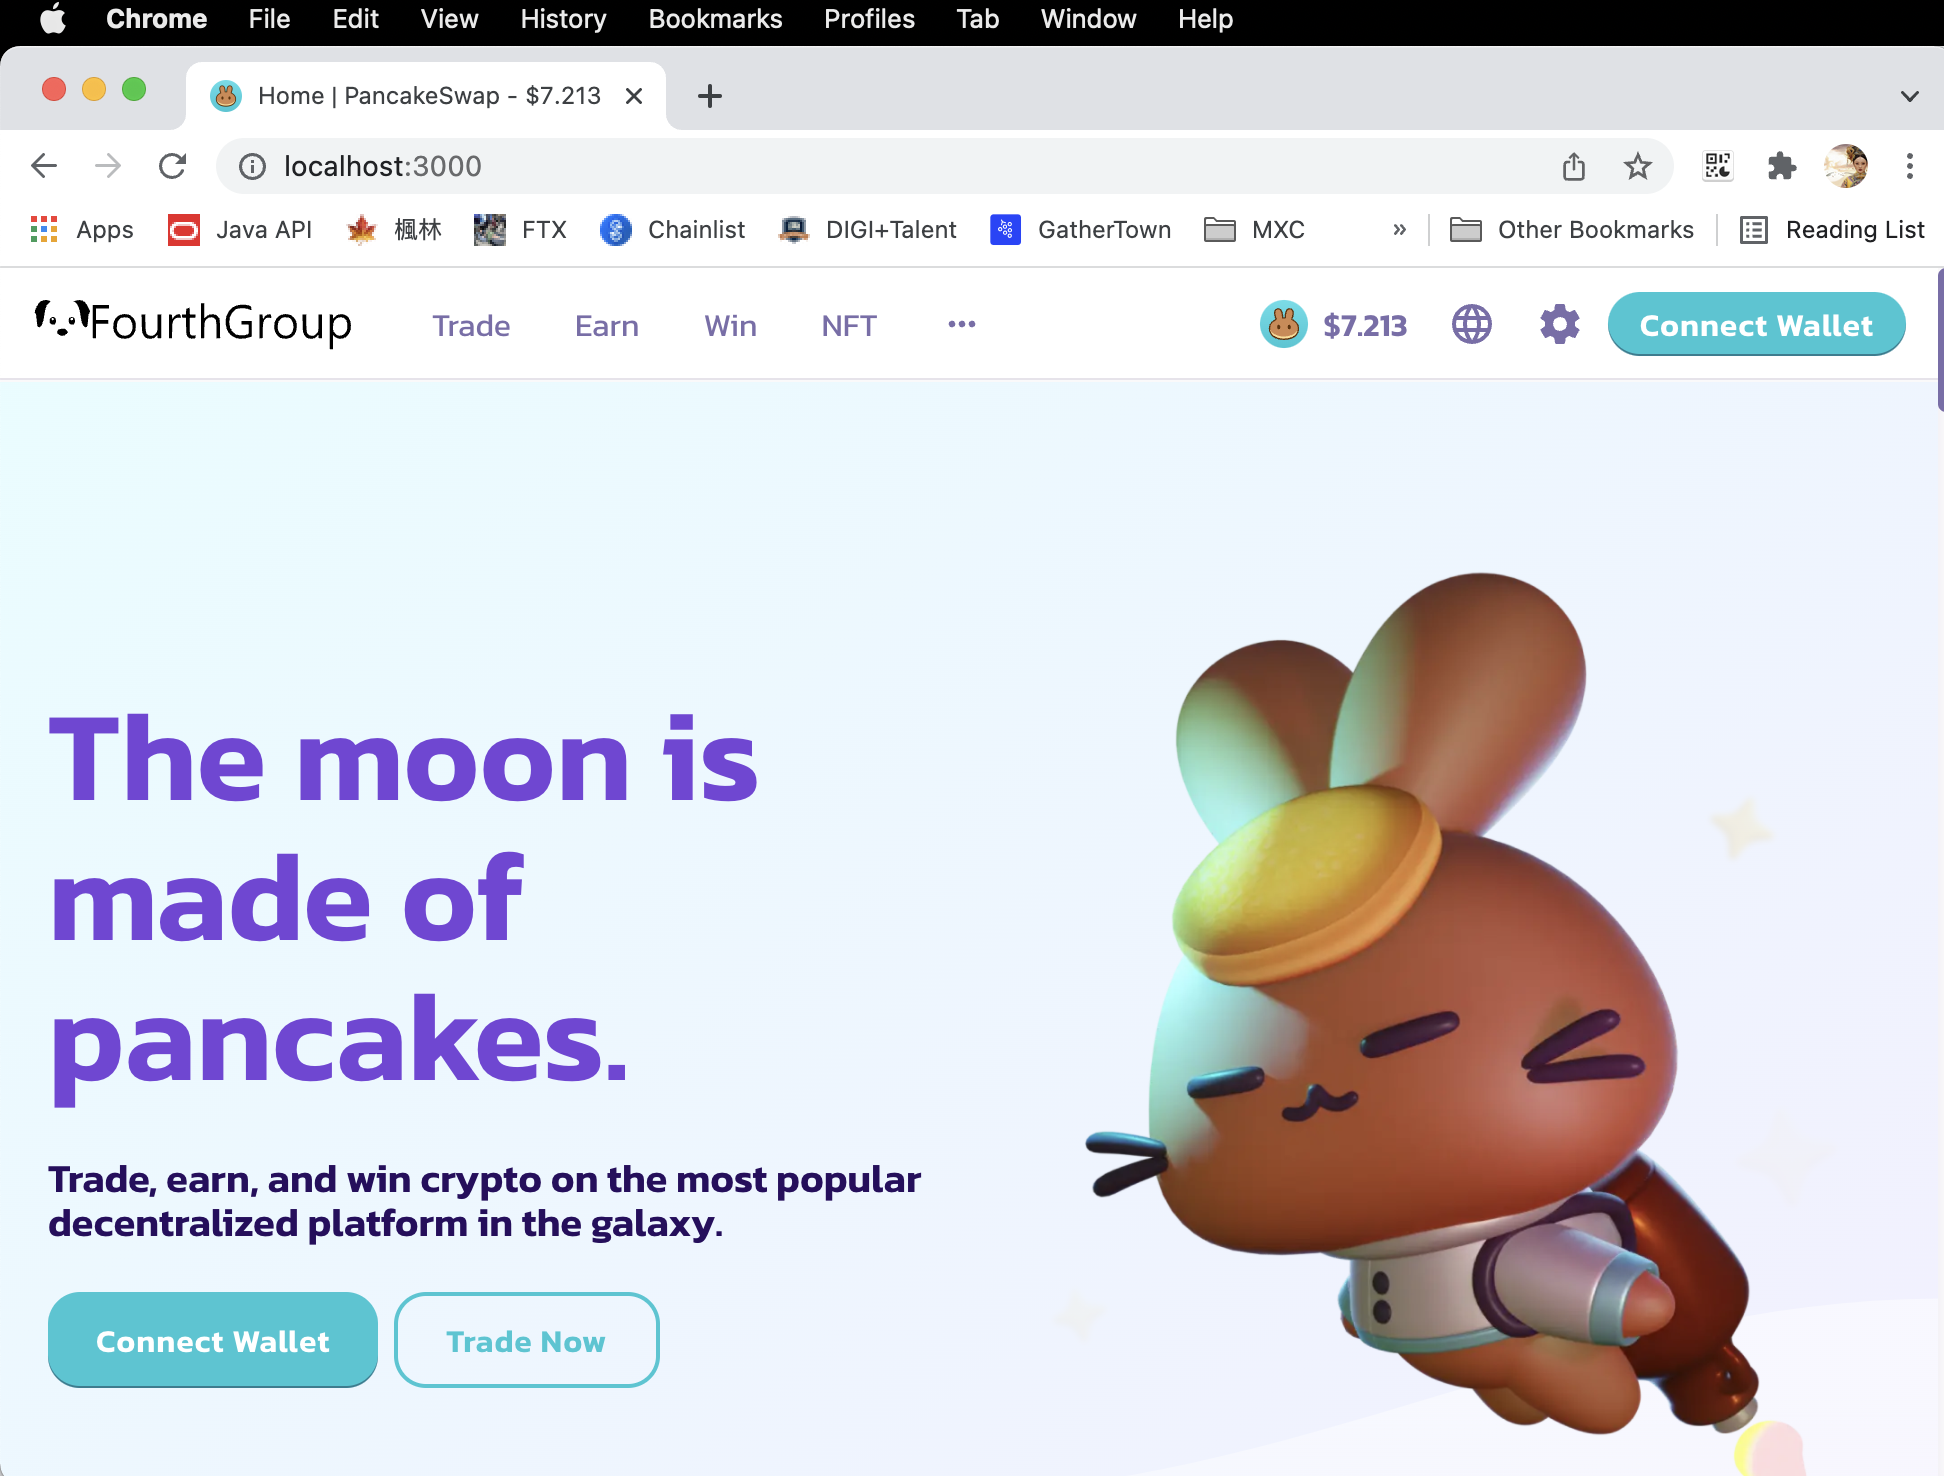 Chrome File Edit View History Bookmarks Profiles Tab Window Help
Home | PancakeSwap - $7.213
localhost:3000
Apps Java API 楓林 FTX Chainlist DIGI+Talent GatherTown MXC » Other Bookmarks Reading List
FourthGroup Trade Earn Win NFT $7.213 Connect Wallet
The moon is
made of
pancakes.
Trade, earn, and win crypto on the most popular
decentralized platform in the galaxy.
Connect Wallet Trade Now